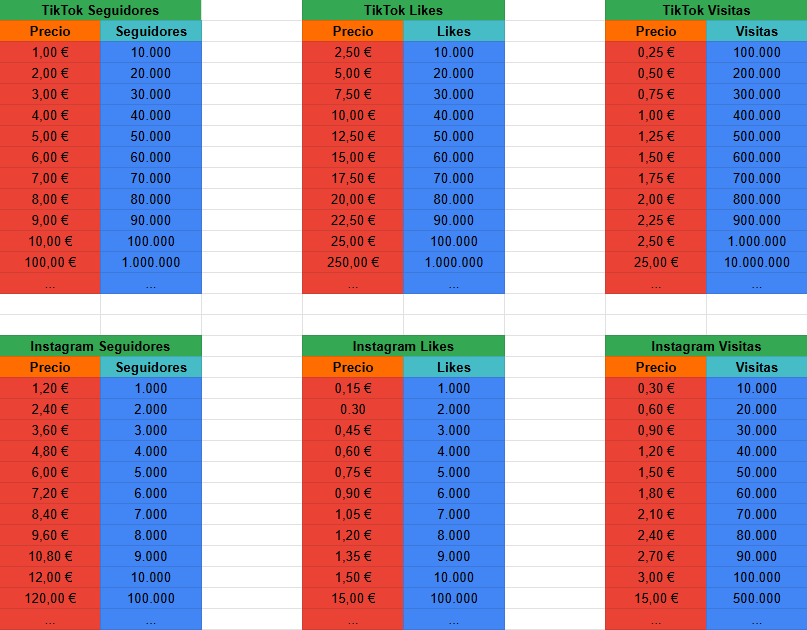 TikTok Seguidores TikTok Likes TikTok Visitas
Precio Seguidores Precio Likes Precio Visitas
1,00 € 10.000 2,50 € 10.000 0,25 € 100.000
2,00 € 20.000 5,00 € 20.000 0,50 € 200.000
3,00 € 30.000 7,50 € 30.000 0,75 € 300.000
4,00 € 40.000 10,00 € 40.000 1,00 € 400.000
5,00 € 50.000 12,50 € 50.000 1,25 € 500.000
6,00 € 60.000 15,00 € 60.000 1,50 € 600.000
7,00 € 70.000 17,50 € 70.000 1,75 € 700.000
8,00 € 80.000 20,00 € 80.000 2,00 € 800.000
9,00 € 90.000 22,50 € 90.000 2,25 € 900.000
10,00 € 100.000 25,00 € 100.000 2,50 € 1.000.000
100,00 € 1.000.000 250,00 € 1.000.000 25,00 € 10.000.000
... ... ... ... ... ...
Instagram Seguidores Instagram Likes Instagram Visitas
Precio Seguidores Precio Likes Precio Visitas
1,20 € 1.000 0,15 € 1.000 0,30 € 10.000
2,40 € 2.000 0.30 2.000 0,60 € 20.000
3,60 € 3.000 0,45 € 3.000 0,90 € 30.000
4,80 € 4.000 0,60 € 4.000 1,20 € 40.000
6,00 € 5.000 0,75 € 5.000 1,50 € 50.000
7,20 € 6.000 0,90 € 6.000 1,80 € 60.000
8,40 € 7.000 1,05 € 7.000 2,10 € 70.000
9,60 € 8.000 1,20 € 8.000 2,40 € 80.000
10,80 € 9.000 1,35 € 9.000 2,70 € 90.000
12,00 € 10.000 1,50 € 10.000 3,00 € 100.000
120,00 € 100.000 15,00 € 100.000 15,00 € 500.000
... ... ... ... ... ...